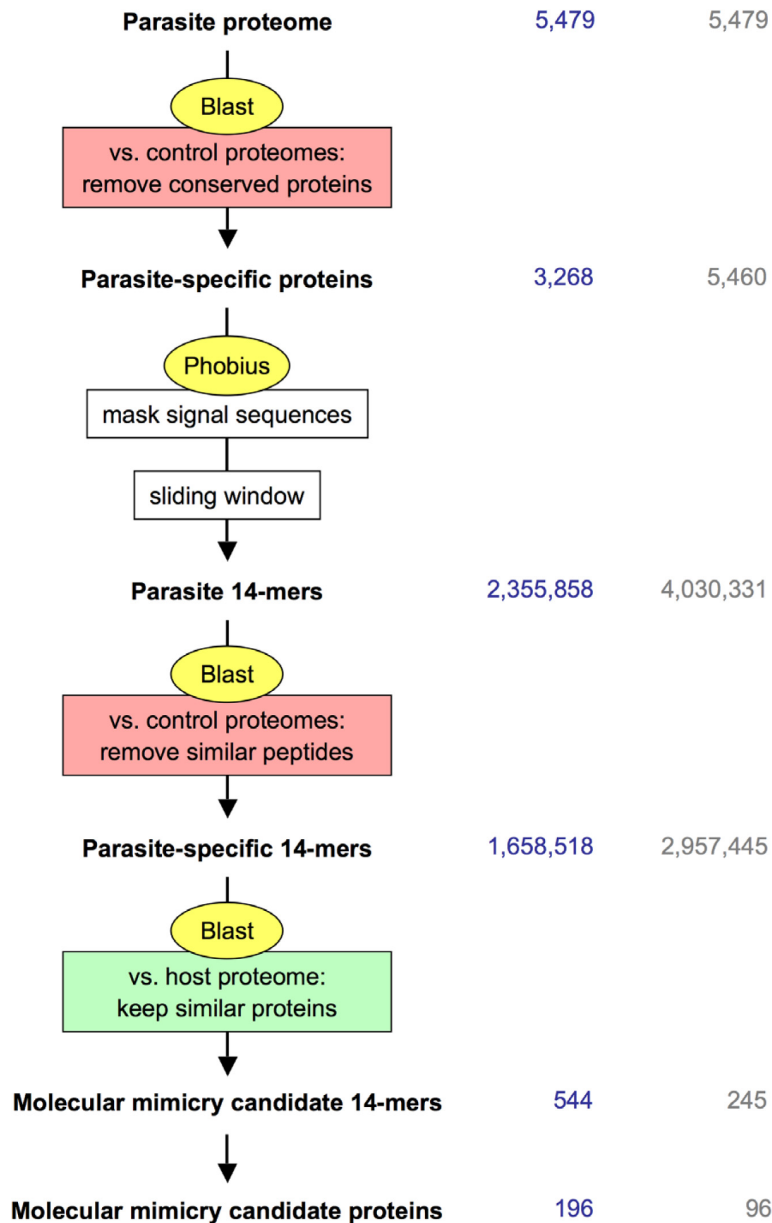 Parasite proteome 5,479 5,479
Blast
vs. control proteomes:
remove conserved proteins
Parasite-specific proteins 3,268 5,460
Phobius
mask signal sequences
sliding window
Parasite 14-mers 2,355,858 4,030,331
Blast
vs. control proteomes:
remove similar peptides
Parasite-specific 14-mers 1,658,518 2,957,445
Blast
vs. host proteome:
keep similar proteins
Molecular mimicry candidate 14-mers 544 245
Molecular mimicry candidate proteins 196 96